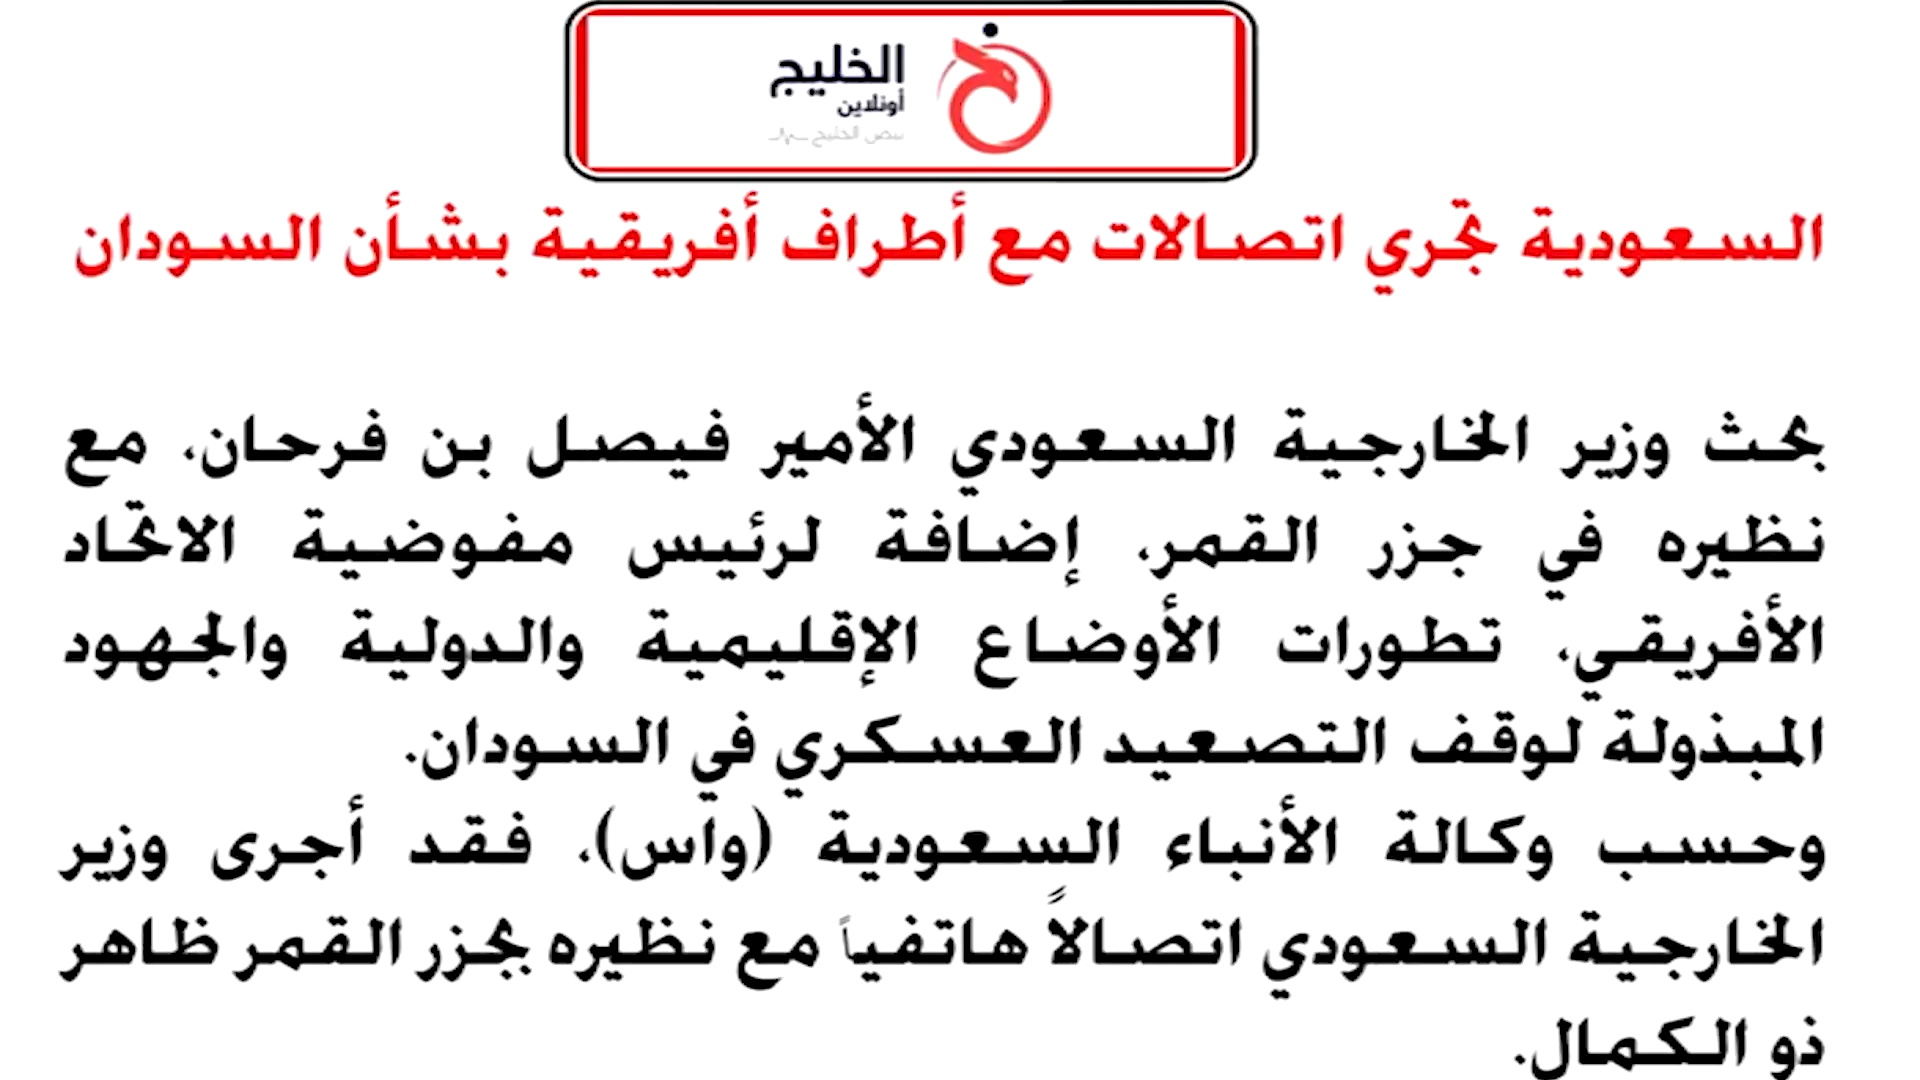 الخليج
أونلاين
نبض الخليج
السعودية تجري اتصالات مع أطراف أفريقية بشأن السودان
بحث وزير الخارجية السعودي الأمير فيصل بن فرحان، مع
نظيره في جزر القمر، إضافة لرئيس مفوضية الاتحاد
الأفريقي، تطورات الأوضاع الإقليمية والدولية والجهود
المبذولة لوقف التصعيد العسكري في السودان.
وحسب وكالة الأنباء السعودية (واس)، فقد أجرى وزير
الخارجية السعودي اتصالاً هاتفياً مع نظيره بجزر القمر ظاهر
ذو الكمال.